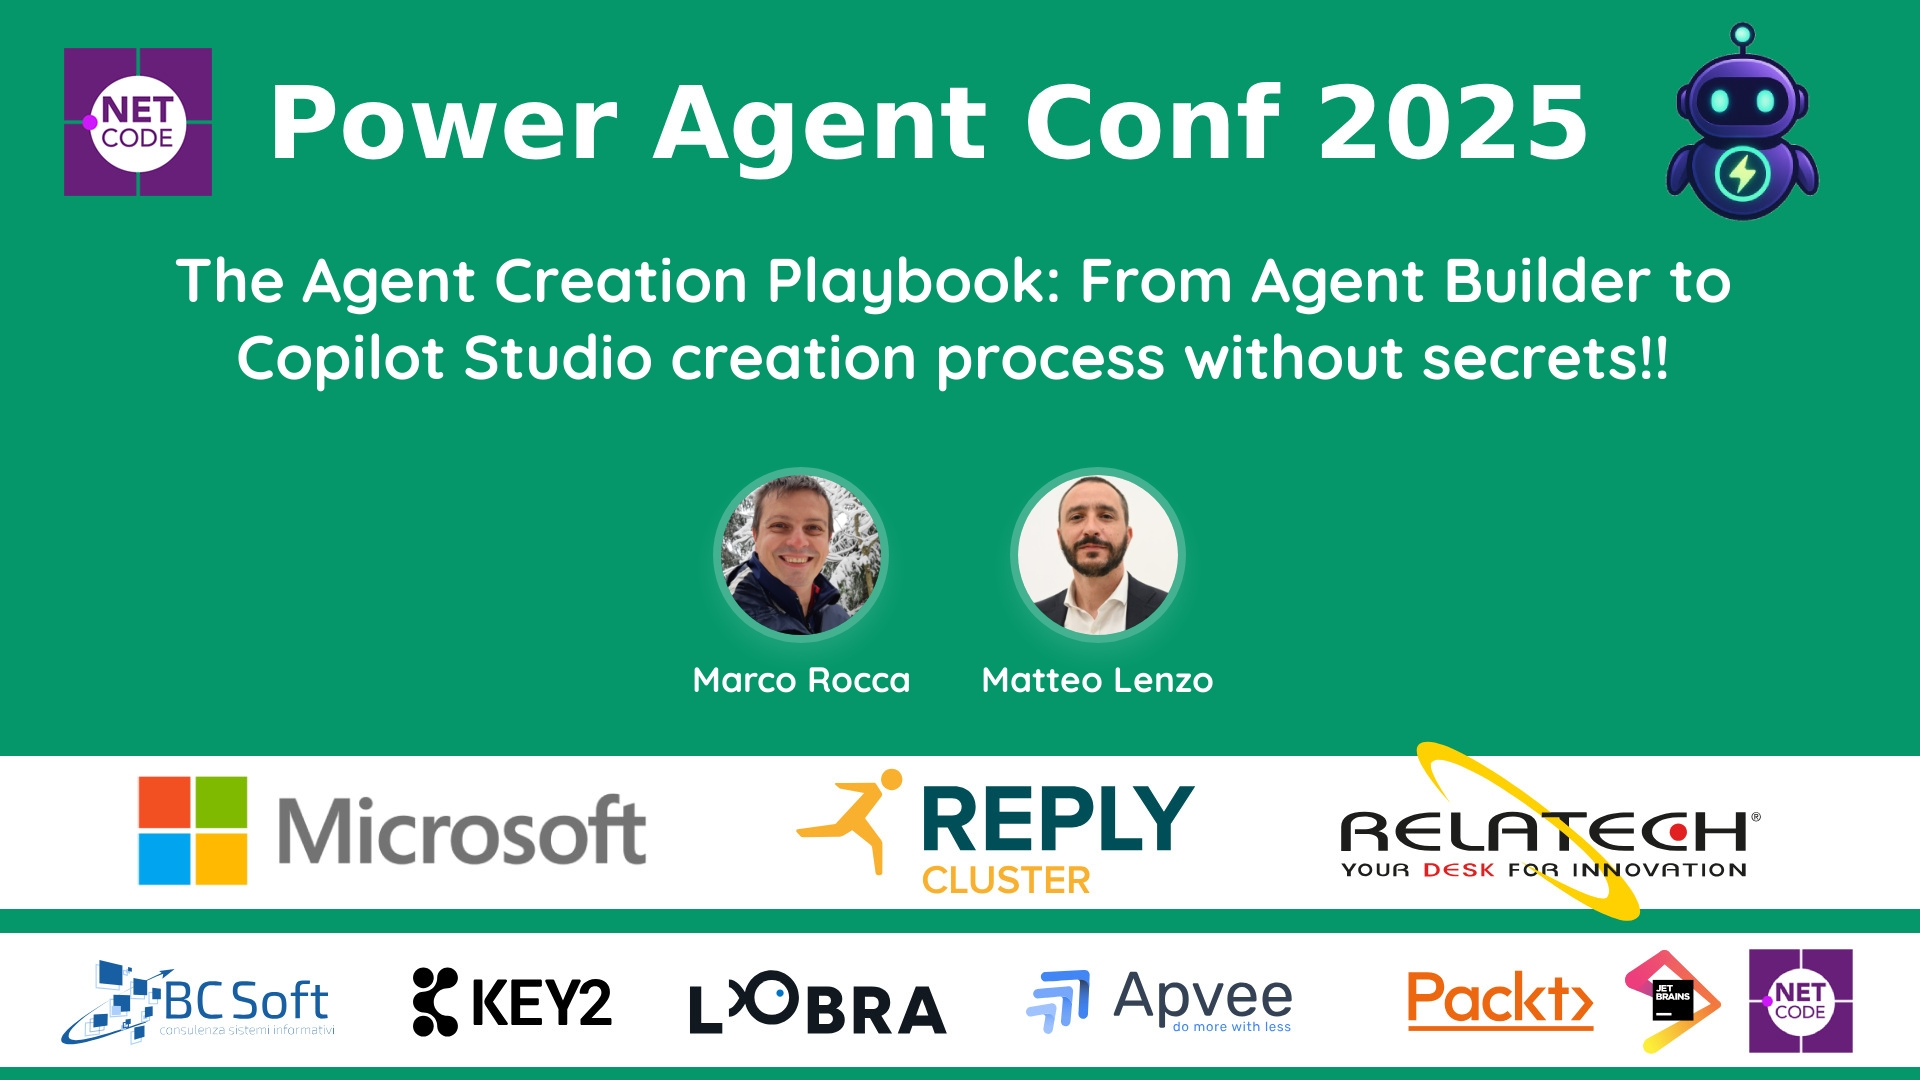 NET
CODE
Power Agent Conf 2025
The Agent Creation Playbook: From Agent Builder to
Copilot Studio creation process without secrets!!
Marco Rocca
Matteo Lenzo
Microsoft
REPLY
CLUSTER
RELATECH®
YOUR DESK FOR INNOVATION
BC Soft
consulenza sistemi informativi
KEY2
LOBRA
Apvee
do more with less
Packt
JET
BRAINS
NET
CODE